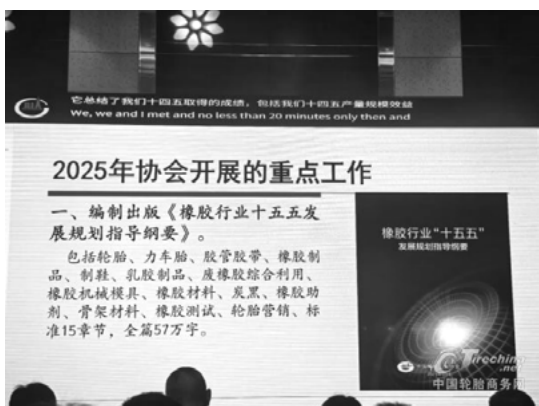 它总结了我们十四五取得的成绩，包括我们十四五产量规模效益
We, we and I met and no less than 20 minutes only then and
2025年协会开展的重点工作
一、编制出版《橡胶行业十五五发
展规划指导纲要》。
包括轮胎、力车胎、胶管胶带、橡胶制
品、制鞋、乳胶制品、废橡胶综合利用、
橡胶机械模具、橡胶材料、炭黑、橡胶助
剂、骨架材料、橡胶测试、轮胎营销、标
准15章节，全篇57万字。
橡胶行业“十五五”
发展规划指导纲要
Tirechina
.net
中国轮胎商务网